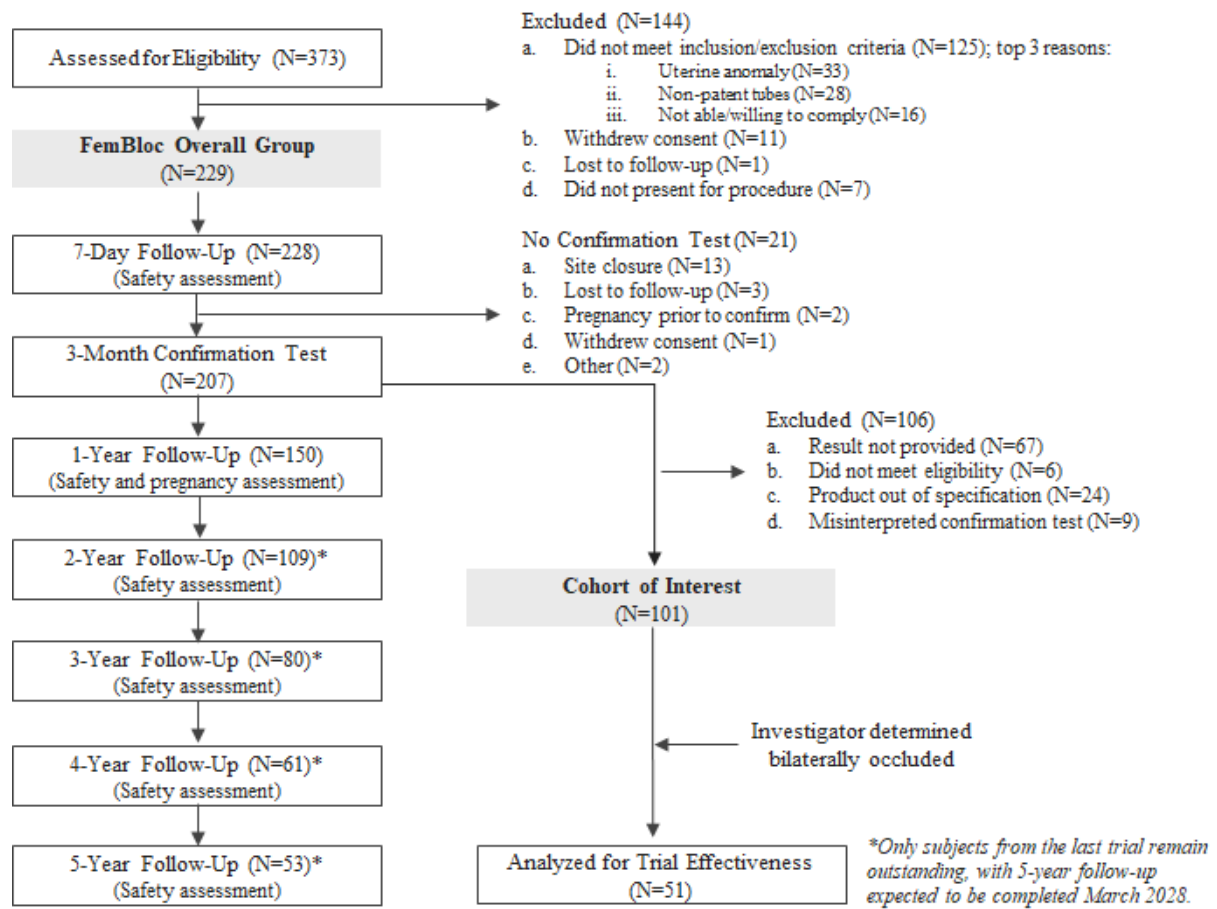 Assessed for Eligibility (N=373)
Excluded (N=144)
a. Did not meet inclusion/exclusion criteria (N=125); top 3 reasons:
i. Uterine anomaly (N=33)
ii. Non-patent tubes (N=28)
iii. Not able/willing to comply (N=16)
b. Withdrew consent (N=11)
c. Lost to follow-up (N=1)
d. Did not present for procedure (N=7)
FemBloc Overall Group
(N=229)
7-Day Follow-Up (N=228)
(Safety assessment)
No Confirmation Test (N=21)
a. Site closure (N=13)
b. Lost to follow-up (N=3)
c. Pregnancy prior to confirm (N=2)
d. Withdrew consent (N=1)
e. Other (N=2)
3-Month Confirmation Test
(N=207)
Excluded (N=106)
a. Result not provided (N=67)
b. Did not meet eligibility (N=6)
c. Product out of specification (N=24)
d. Misinterpreted confirmation test (N=9)
1-Year Follow-Up (N=150)
(Safety and pregnancy assessment)
2-Year Follow-Up (N=109)*
(Safety assessment)
3-Year Follow-Up (N=80)*
(Safety assessment)
4-Year Follow-Up (N=61)*
(Safety assessment)
5-Year Follow-Up (N=53)*
(Safety assessment)
Cohort of Interest
(N=101)
Investigator determined
bilaterally occluded
Analyzed for Trial Effectiveness
(N=51)
*Only subjects from the last trial remain
outstanding, with 5-year follow-up
expected to be completed March 2028.